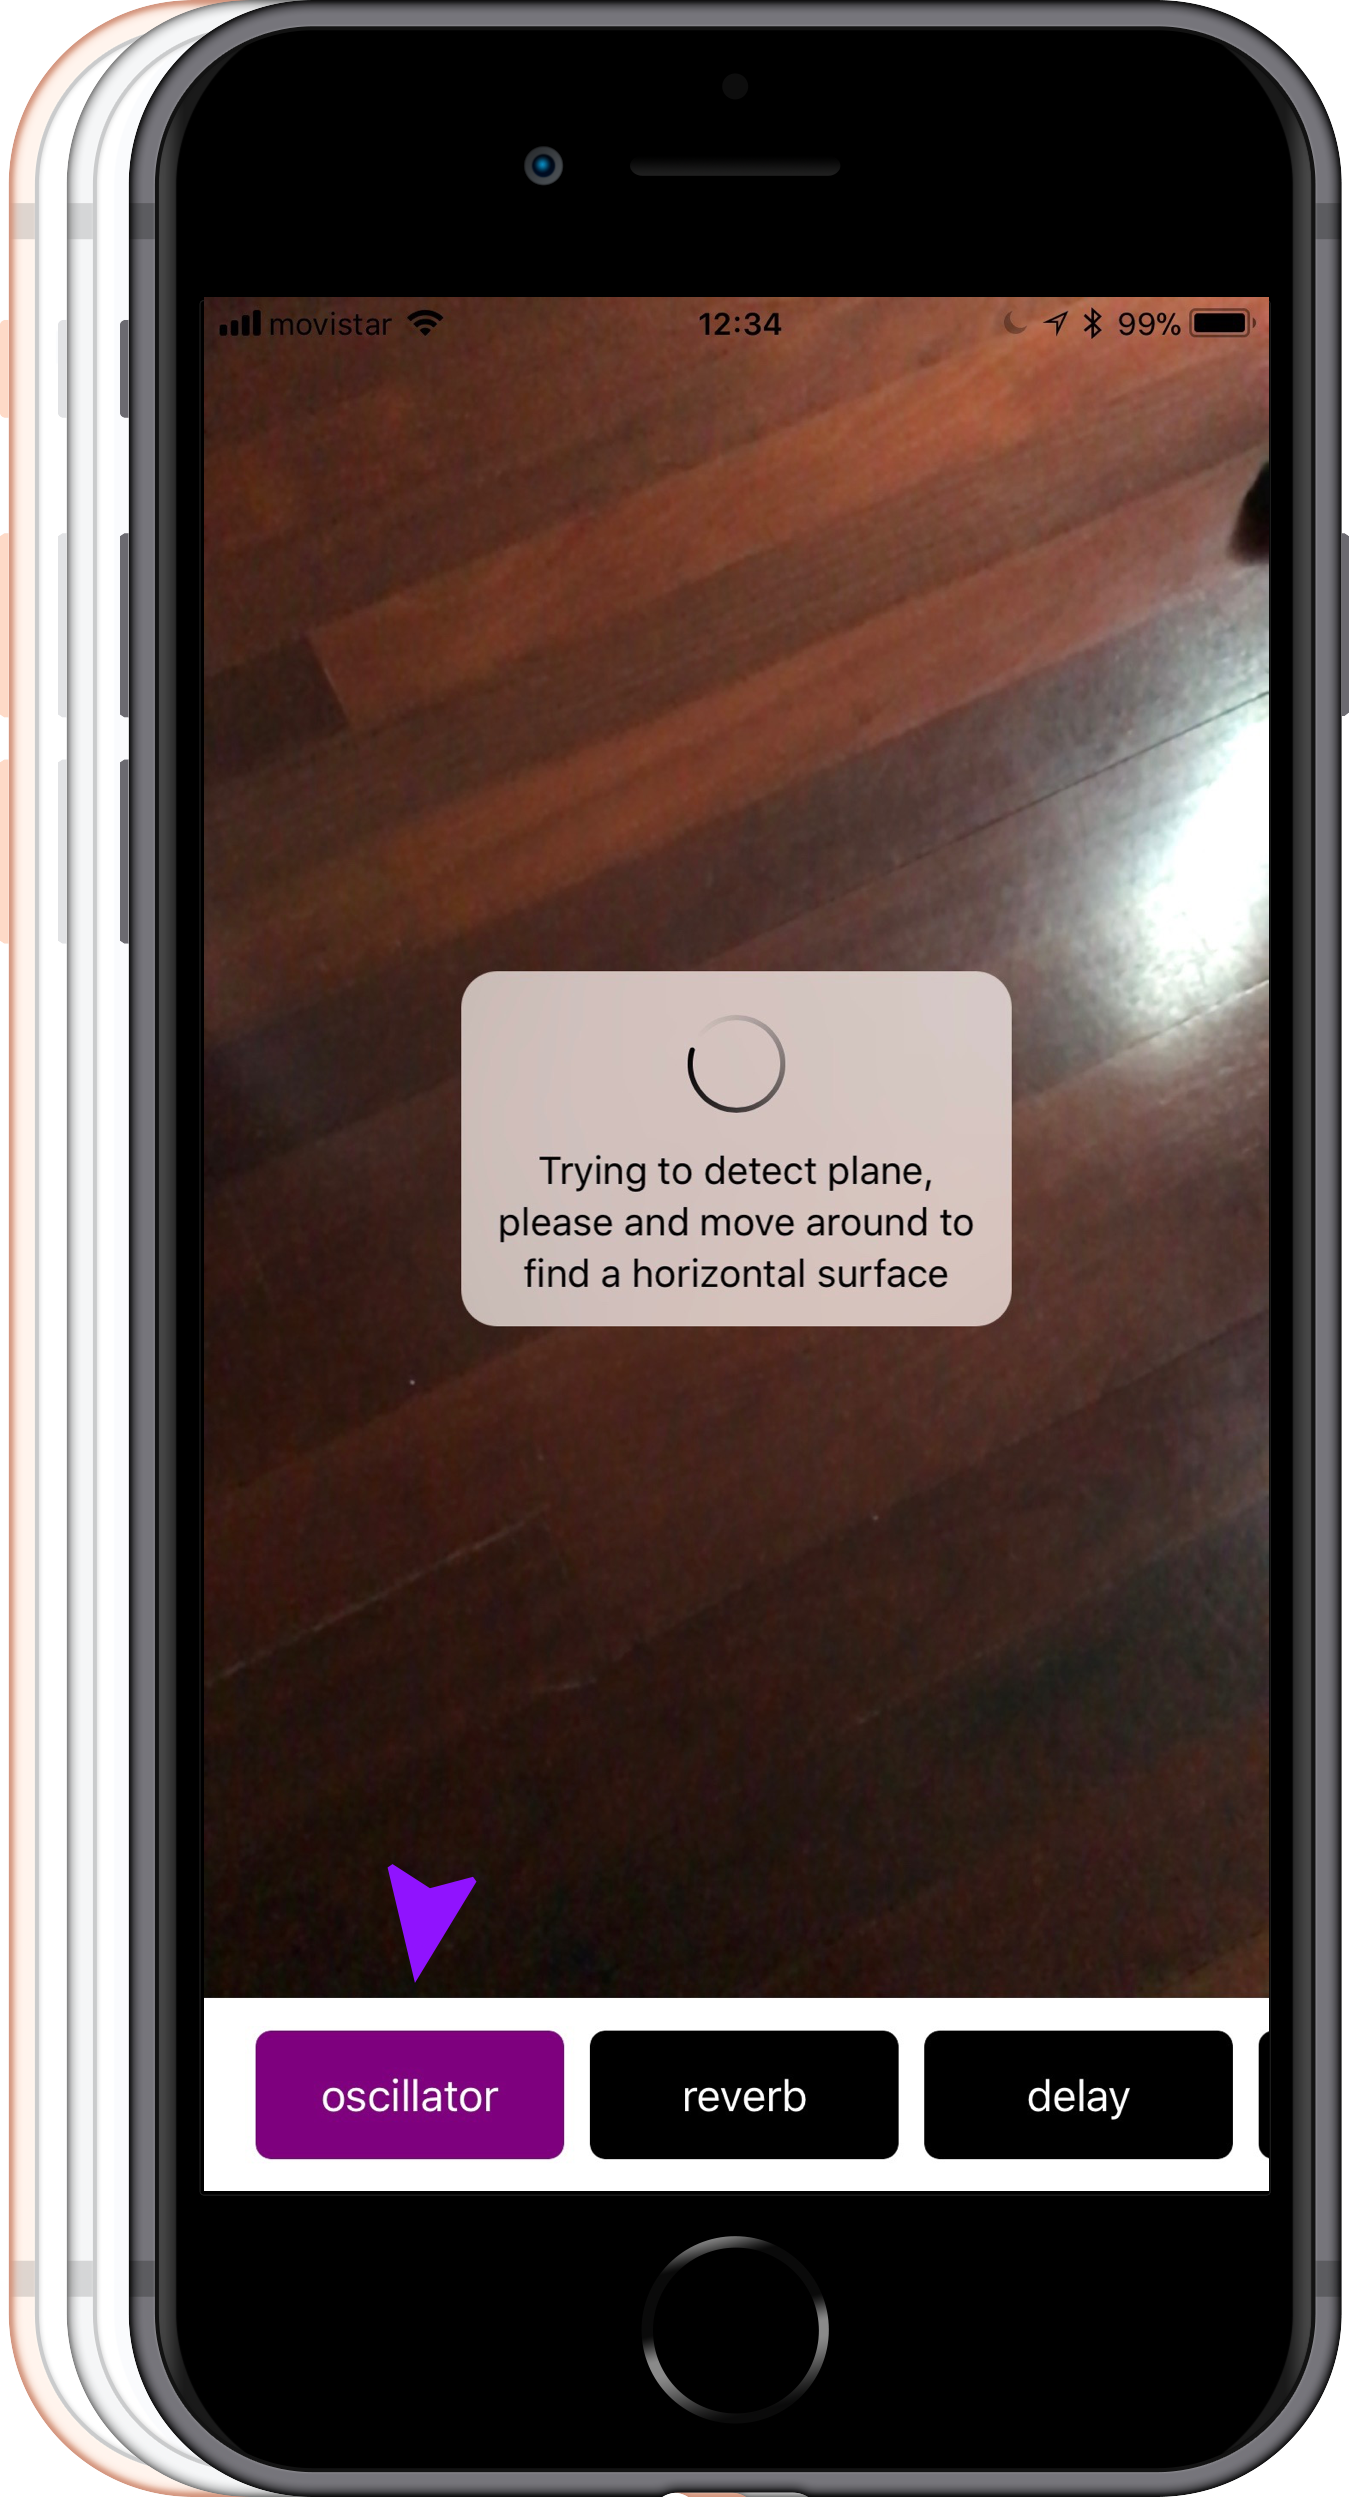 movistar 12:34 99%
Trying to detect plane,
please and move around to
find a horizontal surface
oscillator reverb delay